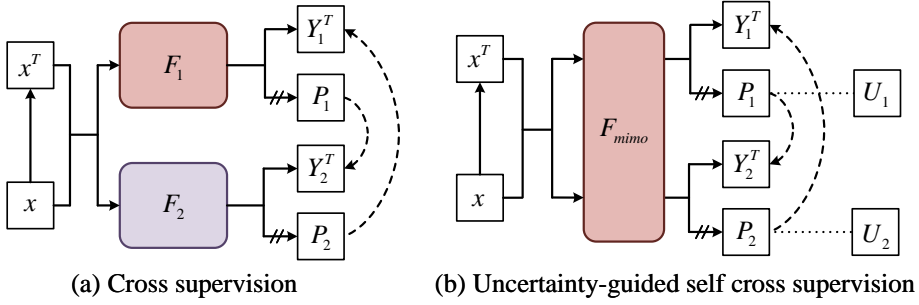 x^T
F_1
Y_1^T
P_1
x
F_2
Y_2^T
P_2
(a) Cross supervision
x^T
F_mimo
Y_1^T
P_1
U_1
x
Y_2^T
P_2
U_2
(b) Uncertainty-guided self cross supervision